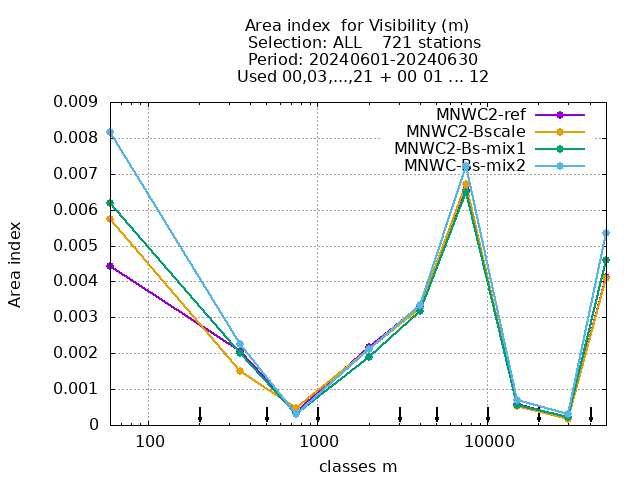 Area index  for Visibility (m)
Selection: ALL    721 stations
Period: 20240601-20240630
Used 00,03,...,21 + 00 01 ... 12
0.009
0.008
0.007
0.006
0.005
0.004
0.003
0.002
0.001
0
Area index
MNWC2-ref
MNWC2-Bscale
MNWC2-Bs-mix1
MNWC-Bs-mix2
100
1000
10000
classes m